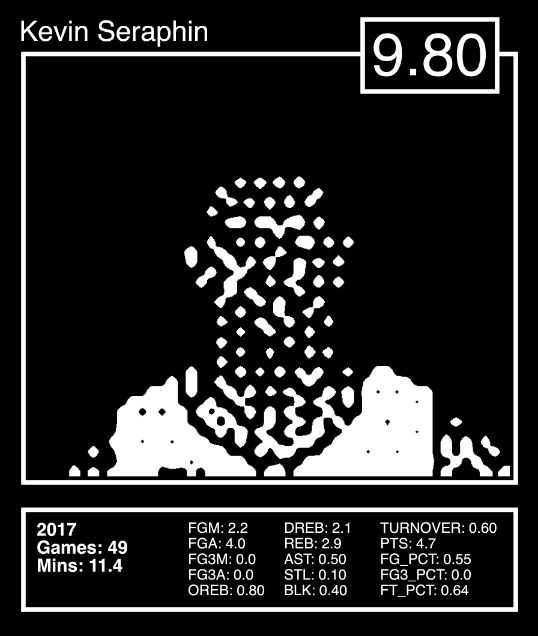 Kevin Seraphin
9.80
2017
Games: 49
Mins: 11.4
FGM: 2.2
FGA: 4.0
FG3M: 0.0
FG3A: 0.0
OREB: 0.80
DREB: 2.1
REB: 2.9
AST: 0.50
STL: 0.10
BLK: 0.40
TURNOVER: 0.60
PTS: 4.7
FG_PCT: 0.55
FG3_PCT: 0.0
FT_PCT: 0.64